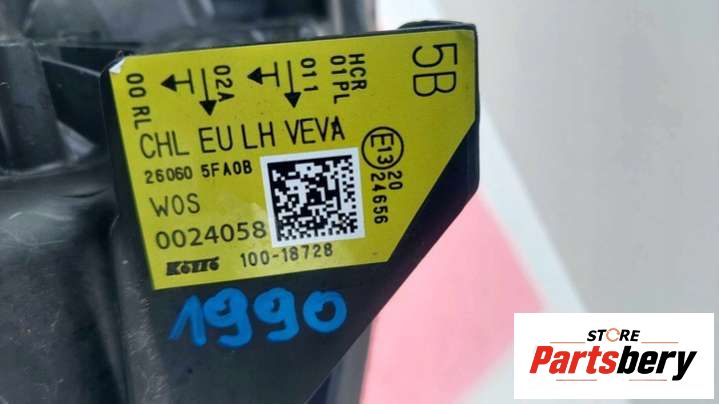 5B
HCR
01PL
011
02A
00 RL
CHL EU LH VEVA
26060 5FA0B
E13
20
24656
WOS
0024058
KOITO
100-18728
1990
STORE
Partsbery